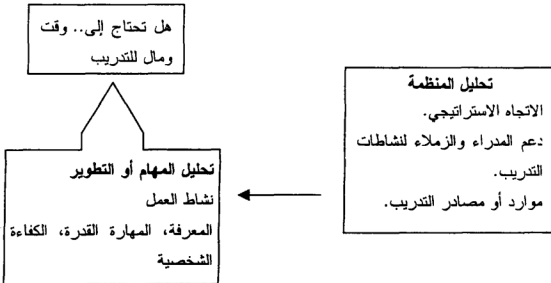 هل تحتاج إلى.. وقت
ومال للتدريب
تحليل المنظمة
الاتجاه الاستراتيجي.
دعم المدراء والزملاء لنشاطات
التدريب.
موارد أو مصادر التدريب.
تحليل المهام أو التطوير
نشاط العمل
المعرفة، المهارة القدرة، الكفاءة
الشخصية